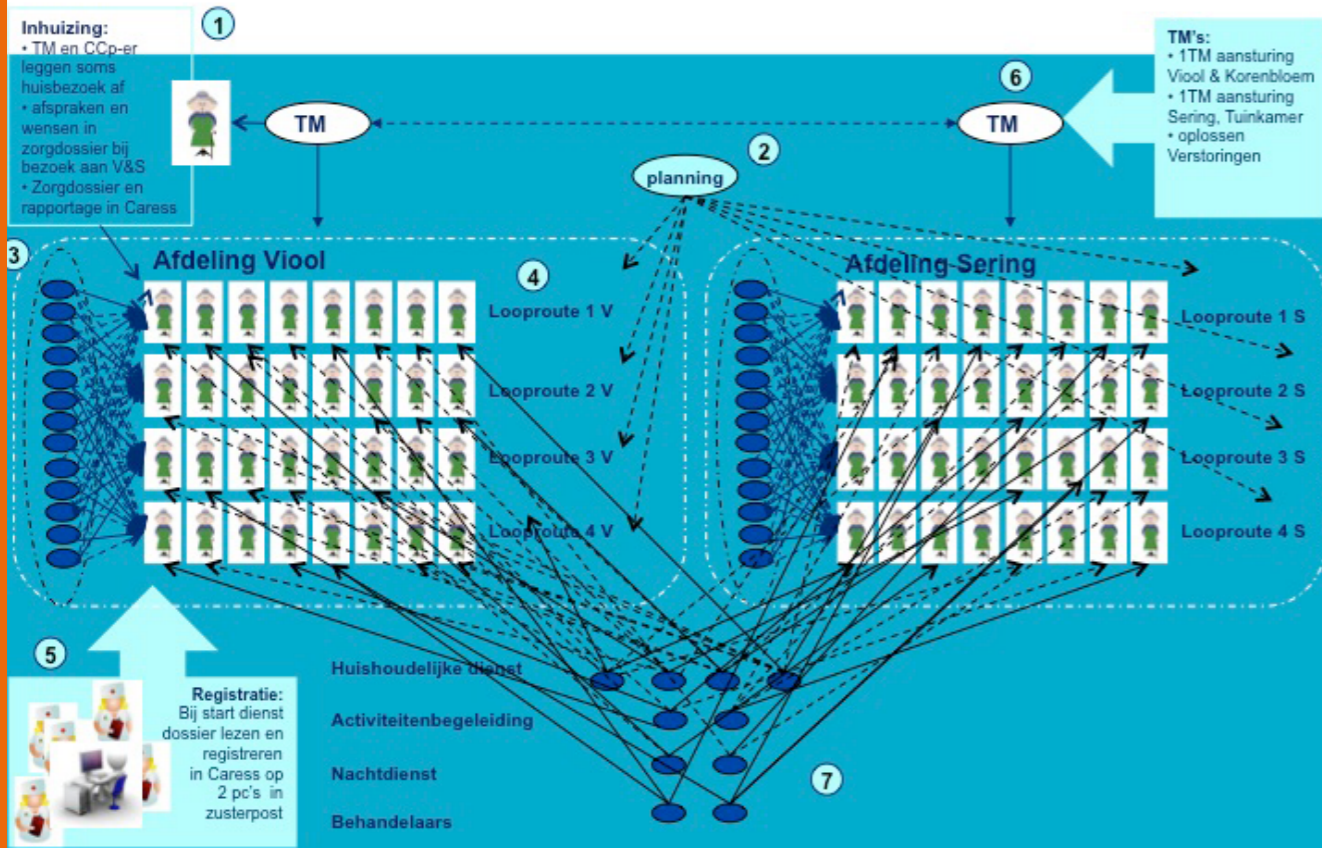 Inhuizing:
• TM en CCp-er
leggen soms
huisbezoek af
• afspraken en
wensen in
zorgdossier bij
bezoek aan V&S
• Zorgdossier en
rapportage in Caress
1
TM
TM
6
TM's:
• 1TM aansturing
Viool & Korenbloem
• 1TM aansturing
Sering, Tuinkamer
• oplossen
Verstoringen
2
planning
3
Afdeling Viool
4
Looproute 1 V
Looproute 2 V
Looproute 3 V
Looproute 4 V
Afdeling Sering
Looproute 1 S
Looproute 2 S
Looproute 3 S
Looproute 4 S
5
Registratie:
Bij start dienst
dossier lezen en
registreren
in Caress op
2 pc's in
zusterpost
Huishoudelijke dienst
Activiteitenbegeleiding
Nachtdienst
Behandelaars
7